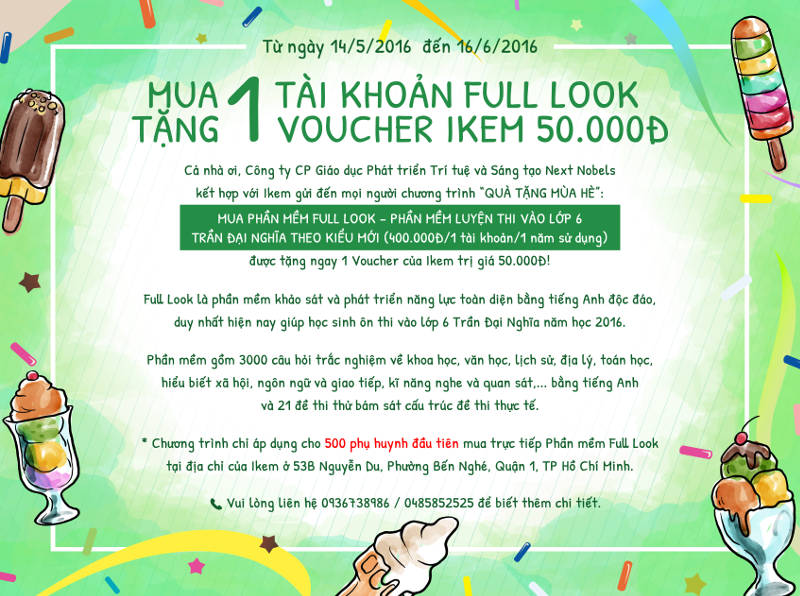 Từ ngày 14/5/2016 đến 16/6/2016
MUA 1 TÀI KHOẢN FULL LOOK
TẶNG VOUCHER IKEM 50.000Đ
Cả nhà ơi, Công ty CP Giáo dục Phát triển Trí tuệ và Sáng tạo Next Nobels
kết hợp với Ikem gửi đến mọi người chương trình "QUÀ TẶNG MÙA HÈ":
MUA PHẦN MỀM FULL LOOK - PHẦN MỀM LUYỆN THI VÀO LỚP 6
TRẦN ĐẠI NGHĨA THEO KIỂU MỚI (400.000Đ/1 tài khoản/1 năm sử dụng)
được tặng ngay 1 Voucher của Ikem trị giá 50.000Đ!
Full Look là phần mềm khảo sát và phát triển năng lực toàn diện bằng tiếng Anh độc đáo,
duy nhất hiện nay giúp học sinh ôn thi vào lớp 6 Trần Đại Nghĩa năm học 2016.
Phần mềm gồm 3000 câu hỏi trắc nghiệm về khoa học, văn học, lịch sử, địa lý, toán học,
hiểu biết xã hội, ngôn ngữ và giao tiếp, kĩ năng nghe và quan sát,... bằng tiếng Anh
và 21 đề thi thử bám sát cấu trúc đề thi thực tế.
* Chương trình chỉ áp dụng cho 500 phụ huynh đầu tiên mua trực tiếp Phần mềm Full Look
tại địa chỉ của Ikem ở 53B Nguyễn Du, Phường Bến Nghé, Quận 1, TP Hồ Chí Minh.
Vui lòng liên hệ 0936738986 / 0485852525 để biết thêm chi tiết.